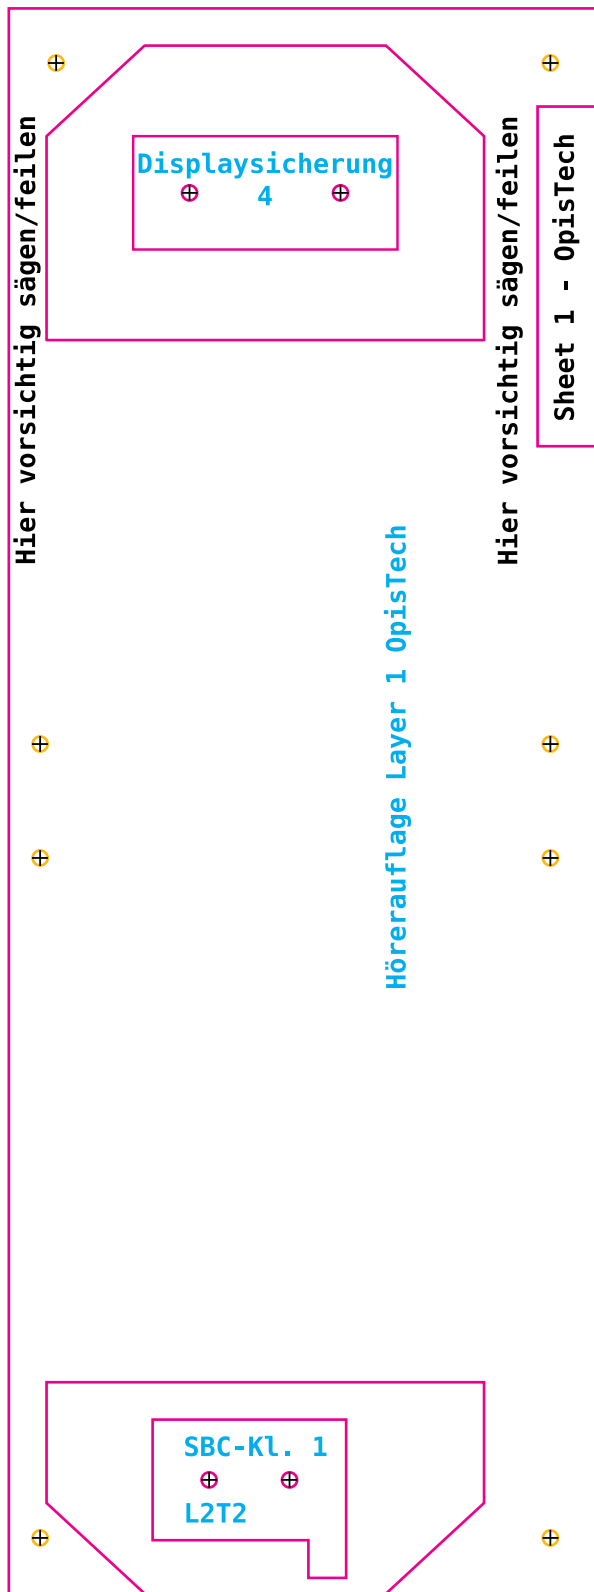 Displaysicherung
4
Hier vorsichtig sägen/feilen
Hier vorsichtig sägen/feilen
Sheet 1 - OpisTech
Hörerauflage Layer 1 OpisTech
SBC-Kl. 1
L2T2